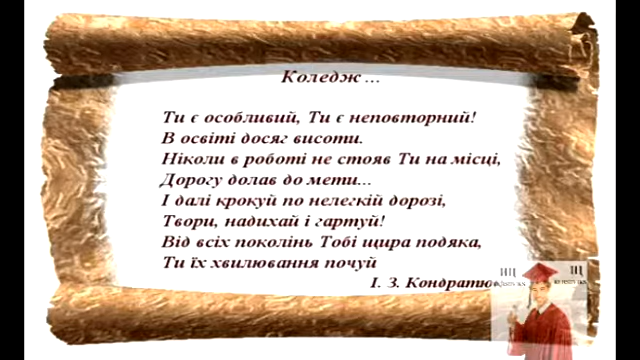 Коледж...
Ти є особливий, Ти є неповторний!
В освіті досяг висоти.
Ніколи в роботі не стояв Ти на місці,
Дорогу долав до мети...
І далі крокуй по нелегкій дорозі,
Твори, надихай і гартуй!
Від всіх поколінь Тобі щира подяка,
Ти їх хвилювання почуй
І. З. Кондратюк